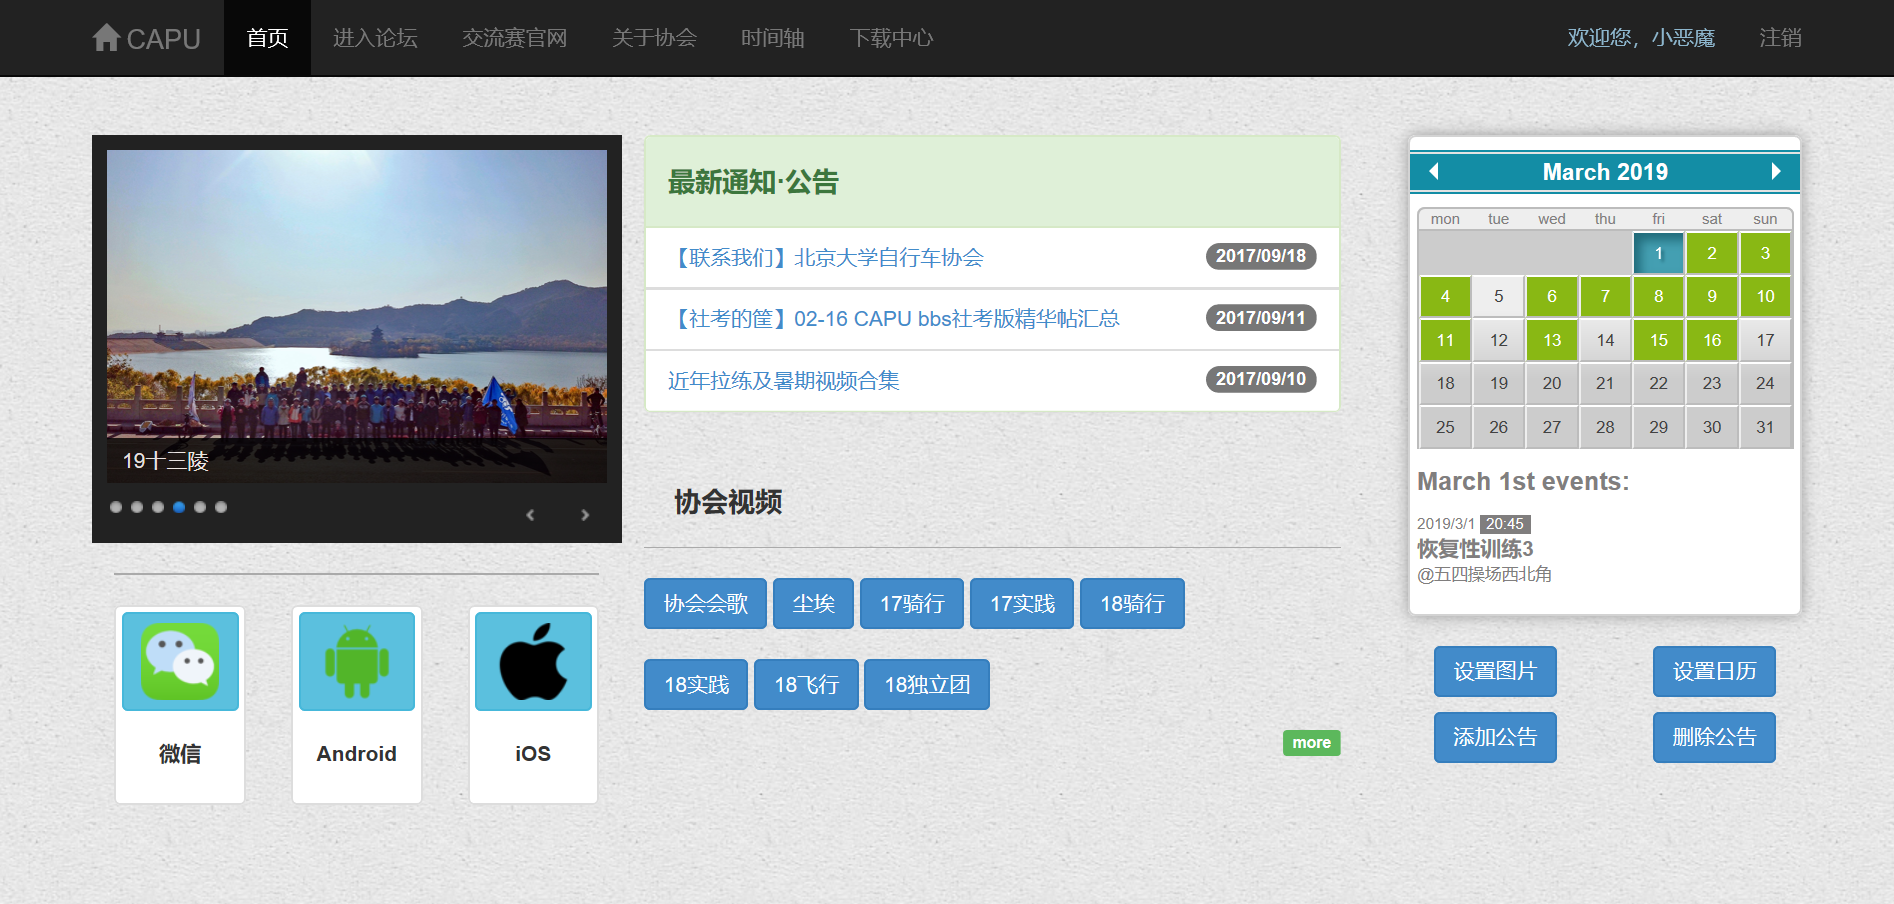 CAPU 首页 进入论坛 交流赛官网 关于协会 时间轴 下载中心 欢迎您，小恶魔 注销
19十三陵
微信
Android
iOS
最新通知·公告
【联系我们】北京大学自行车协会 2017/09/18
【社考的筐】02-16 CAPU bbs社考版精华帖汇总 2017/09/11
近年拉练及暑期视频合集 2017/09/10
协会视频
协会会歌 尘埃 17骑行 17实践 18骑行
18实践 18飞行 18独立团
more
March 2019
mon tue wed thu fri sat sun
1 2 3
4 5 6 7 8 9 10
11 12 13 14 15 16 17
18 19 20 21 22 23 24
25 26 27 28 29 30 31
March 1st events:
2019/3/1 20:45
恢复性训练3
@五四操场西北角
设置图片 设置日历
添加公告 删除公告